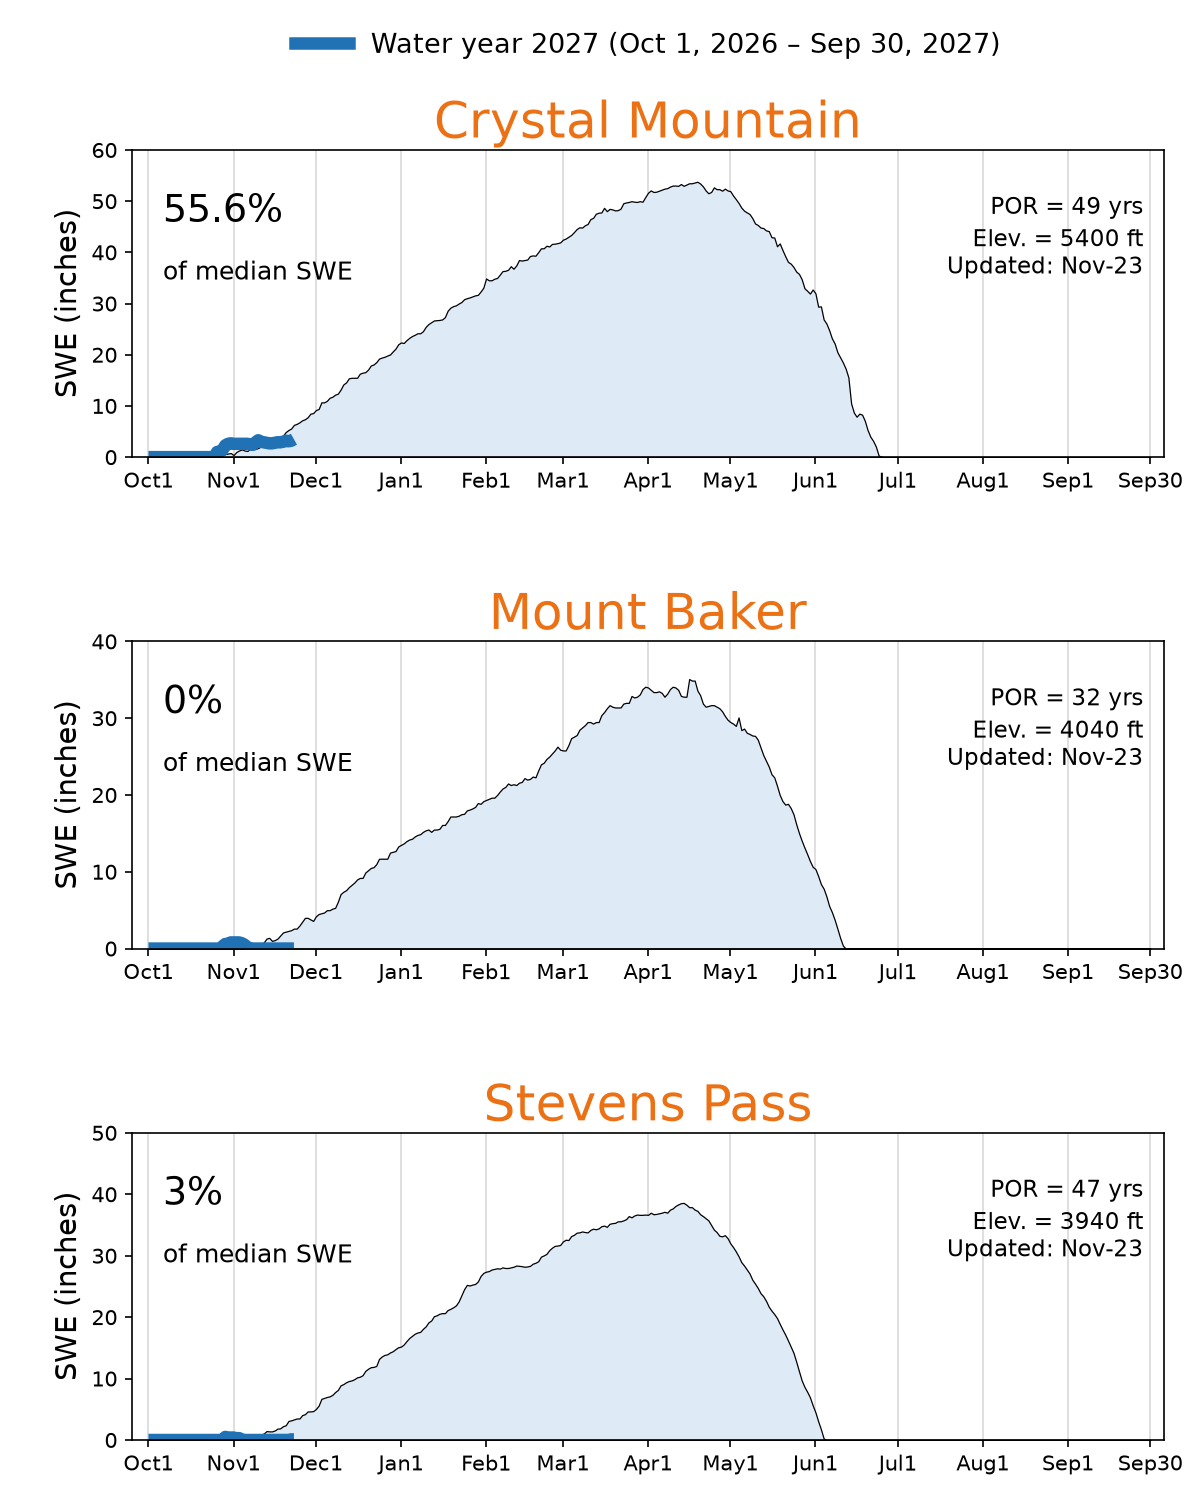 Water year 2027 (Oct 1, 2026 – Sep 30, 2027)
Crystal Mountain
60
50
40
30
20
10
0
SWE (inches)
55.6%
of median SWE
POR = 49 yrs
Elev. = 5400 ft
Updated: Nov-23
Oct1 Nov1 Dec1 Jan1 Feb1 Mar1 Apr1 May1 Jun1 Jul1 Aug1 Sep1 Sep30
Mount Baker
40
30
20
10
0
SWE (inches)
0%
of median SWE
POR = 32 yrs
Elev. = 4040 ft
Updated: Nov-23
Oct1 Nov1 Dec1 Jan1 Feb1 Mar1 Apr1 May1 Jun1 Jul1 Aug1 Sep1 Sep30
Stevens Pass
50
40
30
20
10
0
SWE (inches)
3%
of median SWE
POR = 47 yrs
Elev. = 3940 ft
Updated: Nov-23
Oct1 Nov1 Dec1 Jan1 Feb1 Mar1 Apr1 May1 Jun1 Jul1 Aug1 Sep1 Sep30